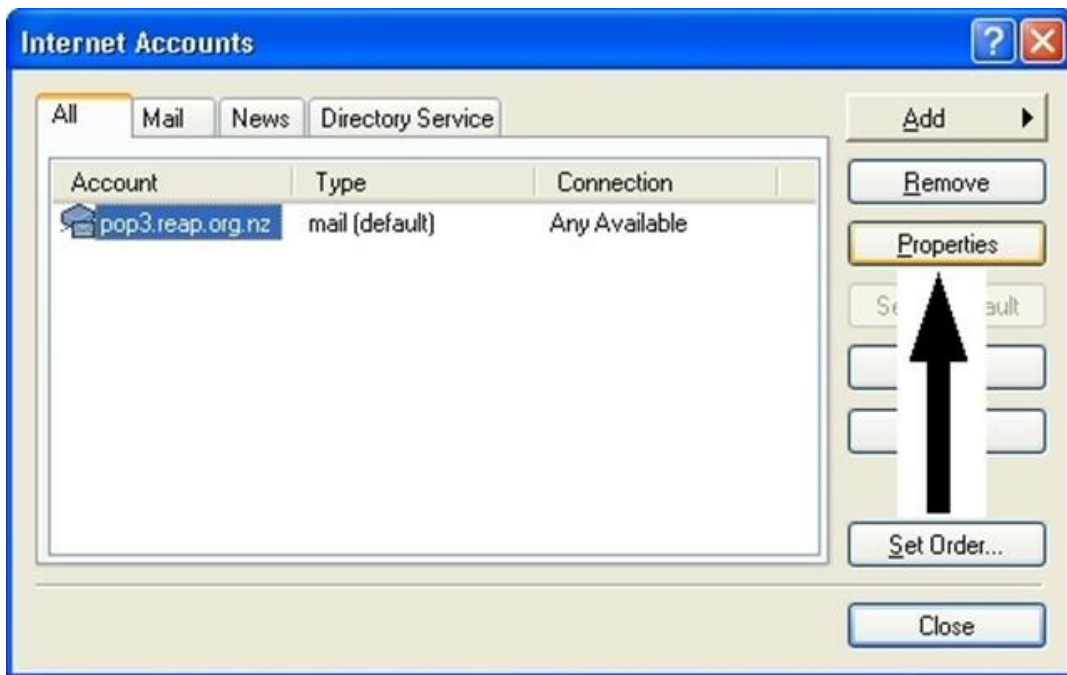 Internet Accounts
All Mail News Directory Service
Account Type Connection
pop3.reap.org.nz mail (default) Any Available
Add
Remove
Properties
Set Order...
Close